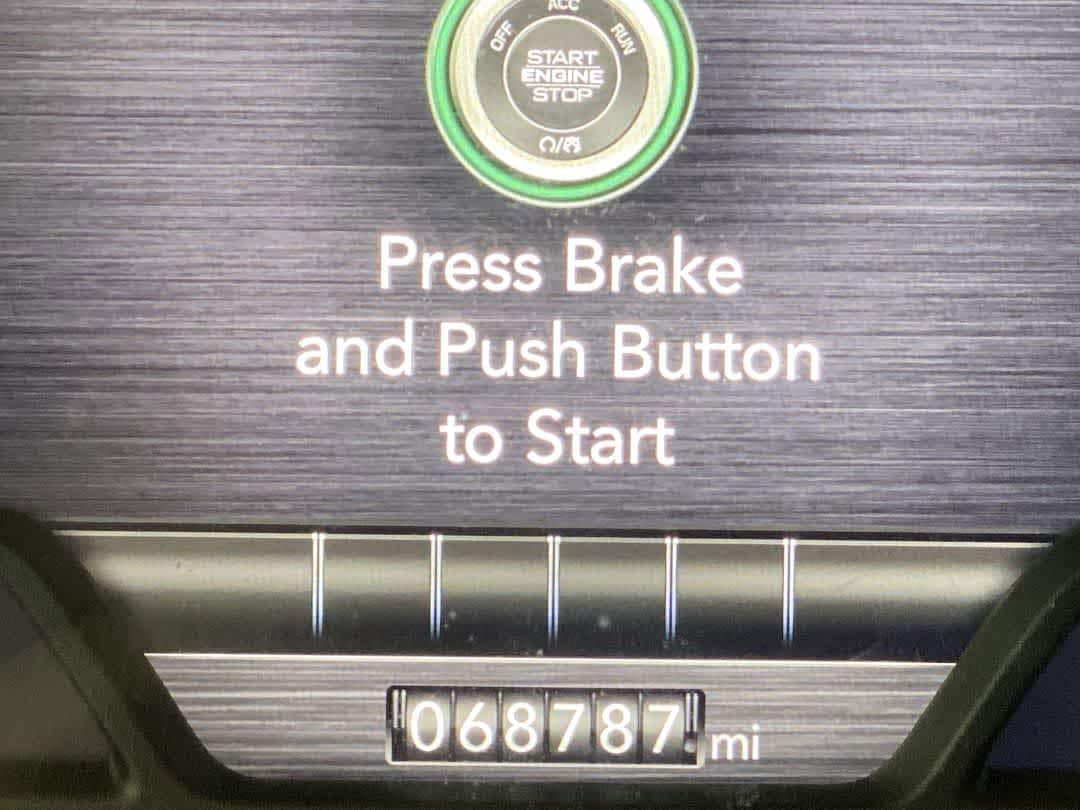 ACC
OFF
RUN
START
ENGINE
STOP
Press Brake
and Push Button
to Start
068787 mi